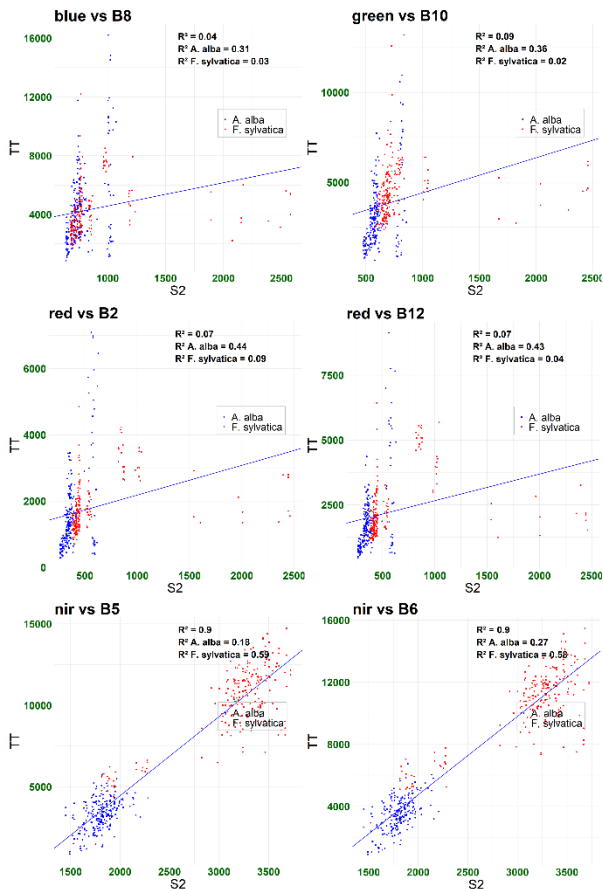 blue vs B8
R² = 0.04
R² A. alba = 0.31
R² F. sylvatica = 0.03
A. alba
F. sylvatica
TT
16000
12000
8000
4000
1000
1500
2000
2500
S2
green vs B10
R² = 0.09
R² A. alba = 0.36
R² F. sylvatica = 0.02
A. alba
F. sylvatica
TT
10000
5000
500
1000
1500
2000
2500
S2
red vs B2
R² = 0.07
R² A. alba = 0.44
R² F. sylvatica = 0.09
A. alba
F. sylvatica
TT
6000
4000
2000
0
500
1000
1500
2000
2500
S2
red vs B12
R² = 0.07
R² A. alba = 0.43
R² F. sylvatica = 0.04
A. alba
F. sylvatica
TT
7500
5000
2500
0
500
1000
1500
2000
2500
S2
nir vs B5
R² = 0.9
R² A. alba = 0.18
R² F. sylvatica = 0.59
A. alba
F. sylvatica
TT
15000
10000
5000
1500
2000
2500
3000
3500
S2
nir vs B6
R² = 0.9
R² A. alba = 0.27
R² F. sylvatica = 0.58
A. alba
F. sylvatica
TT
16000
12000
8000
4000
1500
2000
2500
3000
3500
S2